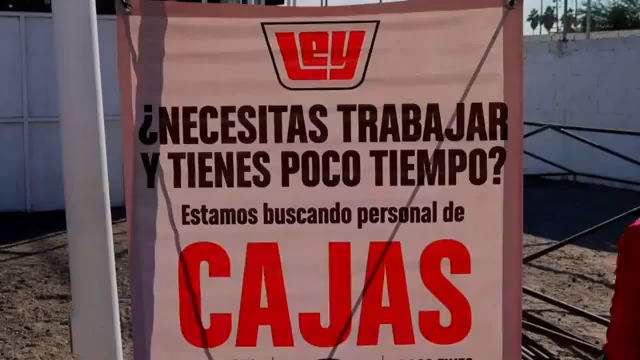 Ley
¿NECESITAS TRABAJAR
Y TIENES POCO TIEMPO?
Estamos buscando personal de
CAJAS